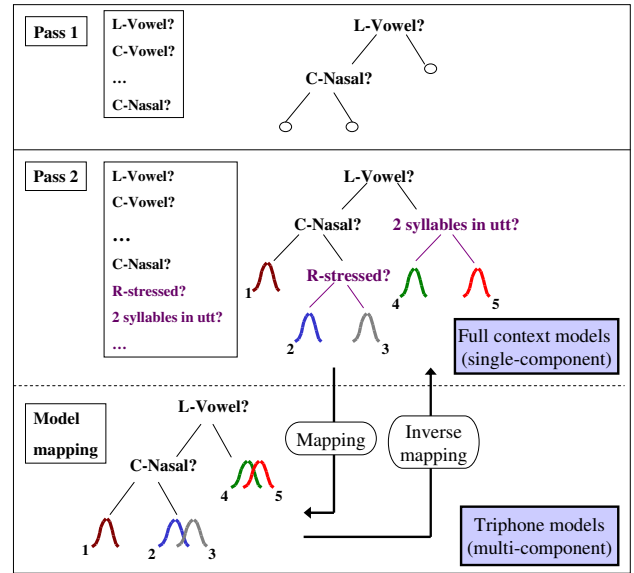 Pass 1
L-Vowel?
C-Vowel?
...
C-Nasal?
L-Vowel?
C-Nasal?
Pass 2
L-Vowel?
C-Vowel?
...
C-Nasal?
R-stressed?
2 syllables in utt?
...
L-Vowel?
C-Nasal?
2 syllables in utt?
R-stressed?
1
2
3
4
5
Full context models
(single-component)
Model
mapping
L-Vowel?
C-Nasal?
4
5
1
2
3
Mapping
Inverse
mapping
Triphone models
(multi-component)